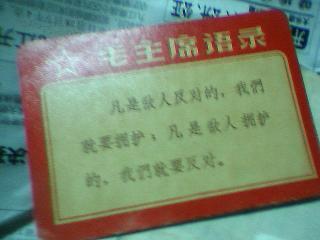 毛主席语录
凡是敌人反对的，我們
就要拥护；凡是敌人拥护
的，我們就要反对。